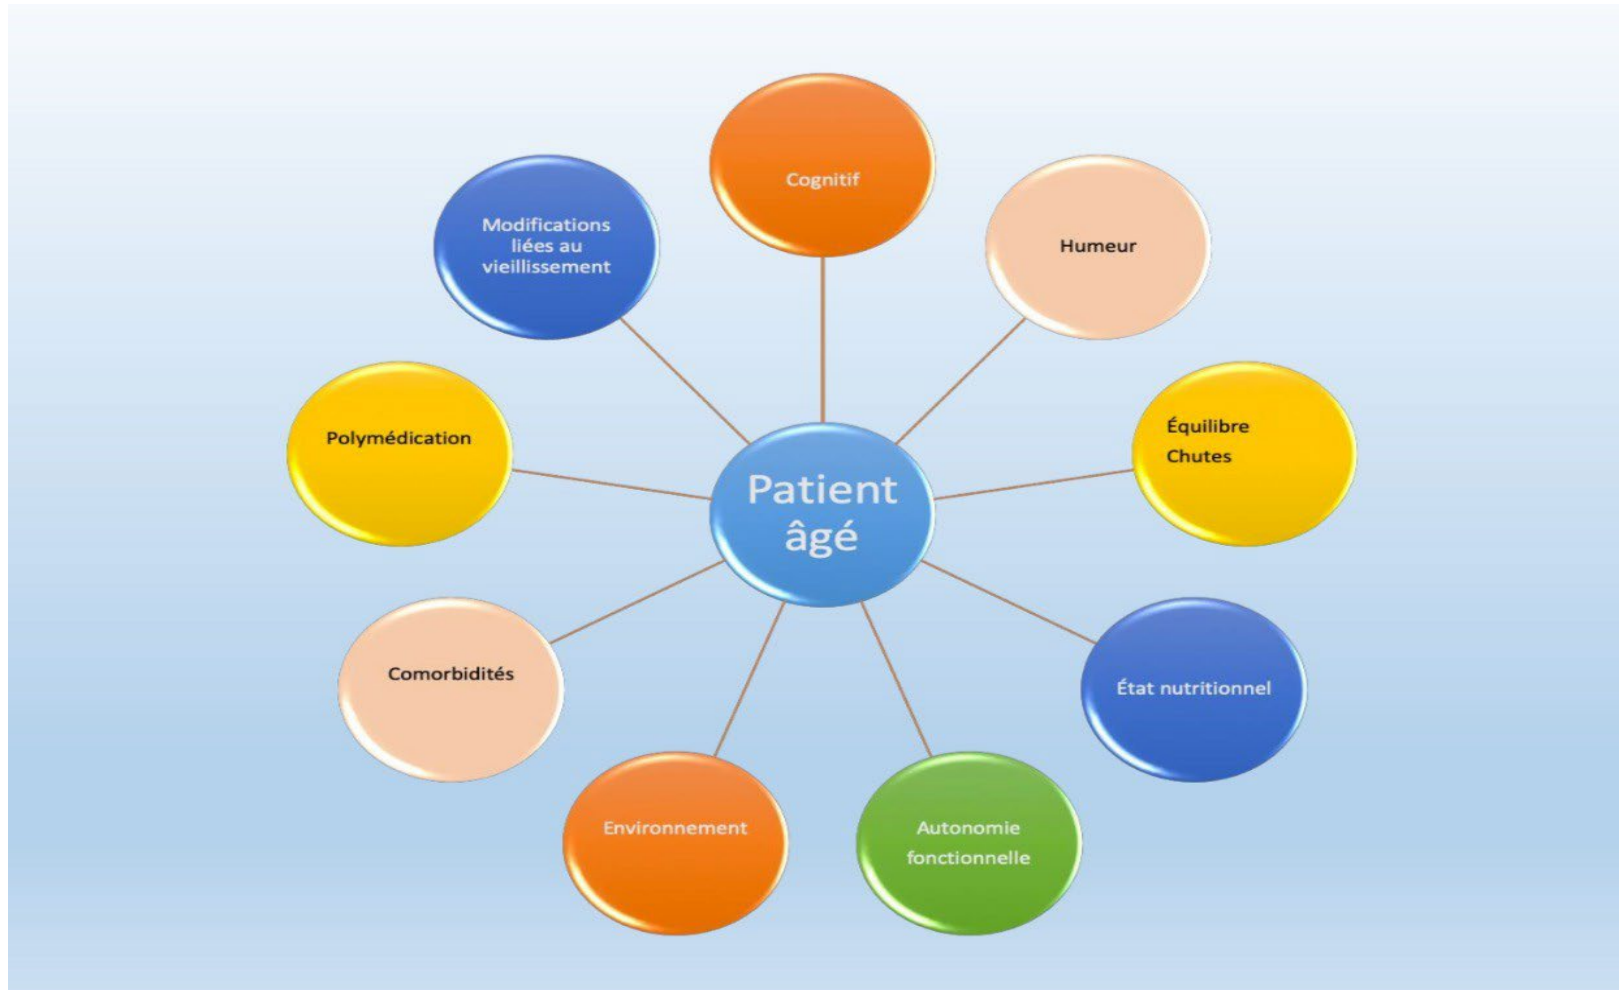 Cognitif
Humeur
Modifications
liées au
vieillissement
Polymédication
Équilibre
Chutes
Patient
âgé
Comorbidités
État nutritionnel
Environnement
Autonomie
fonctionnelle